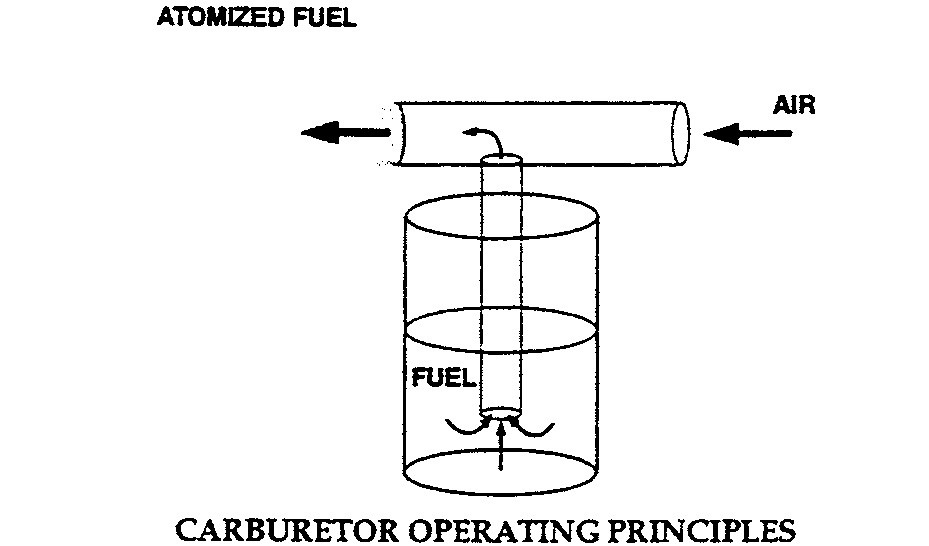 ATOMIZED FUEL
AIR
FUEL
CARBURETOR OPERATING PRINCIPLES